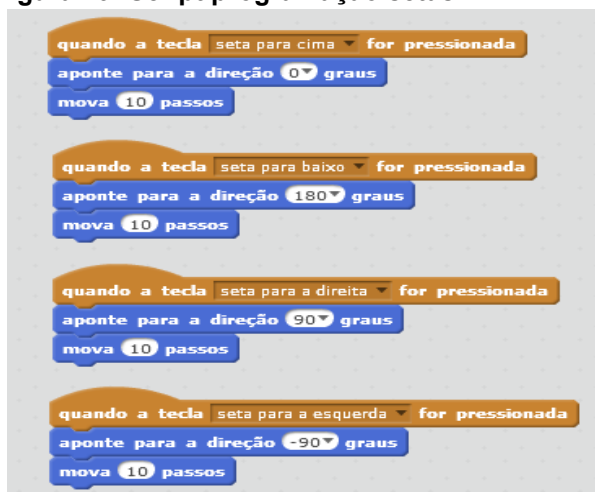 quando a tecla seta para cima for pressionada
aponte para a direção 0 graus
mova 10 passos
quando a tecla seta para baixo for pressionada
aponte para a direção 180 graus
mova 10 passos
quando a tecla seta para a direita for pressionada
aponte para a direção 90 graus
mova 10 passos
quando a tecla seta para a esquerda for pressionada
aponte para a direção -90 graus
mova 10 passos